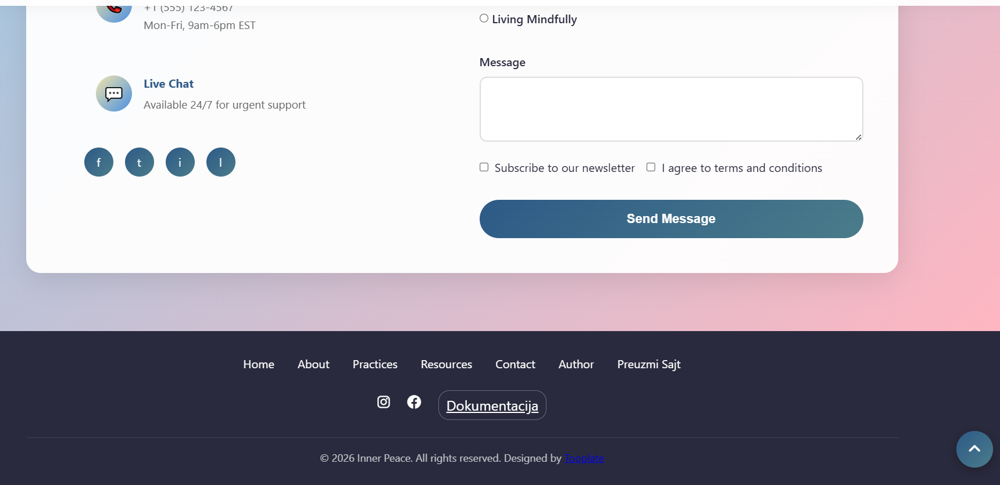 +1 (555) 123-4567
Mon-Fri, 9am-6pm EST
Live Chat
Available 24/7 for urgent support
f t i l
Living Mindfully
Message
Subscribe to our newsletter
I agree to terms and conditions
Send Message
Home About Practices Resources Contact Author Preuzmi Sajt
Dokumentacija
© 2026 Inner Peace. All rights reserved. Designed by Tooplate